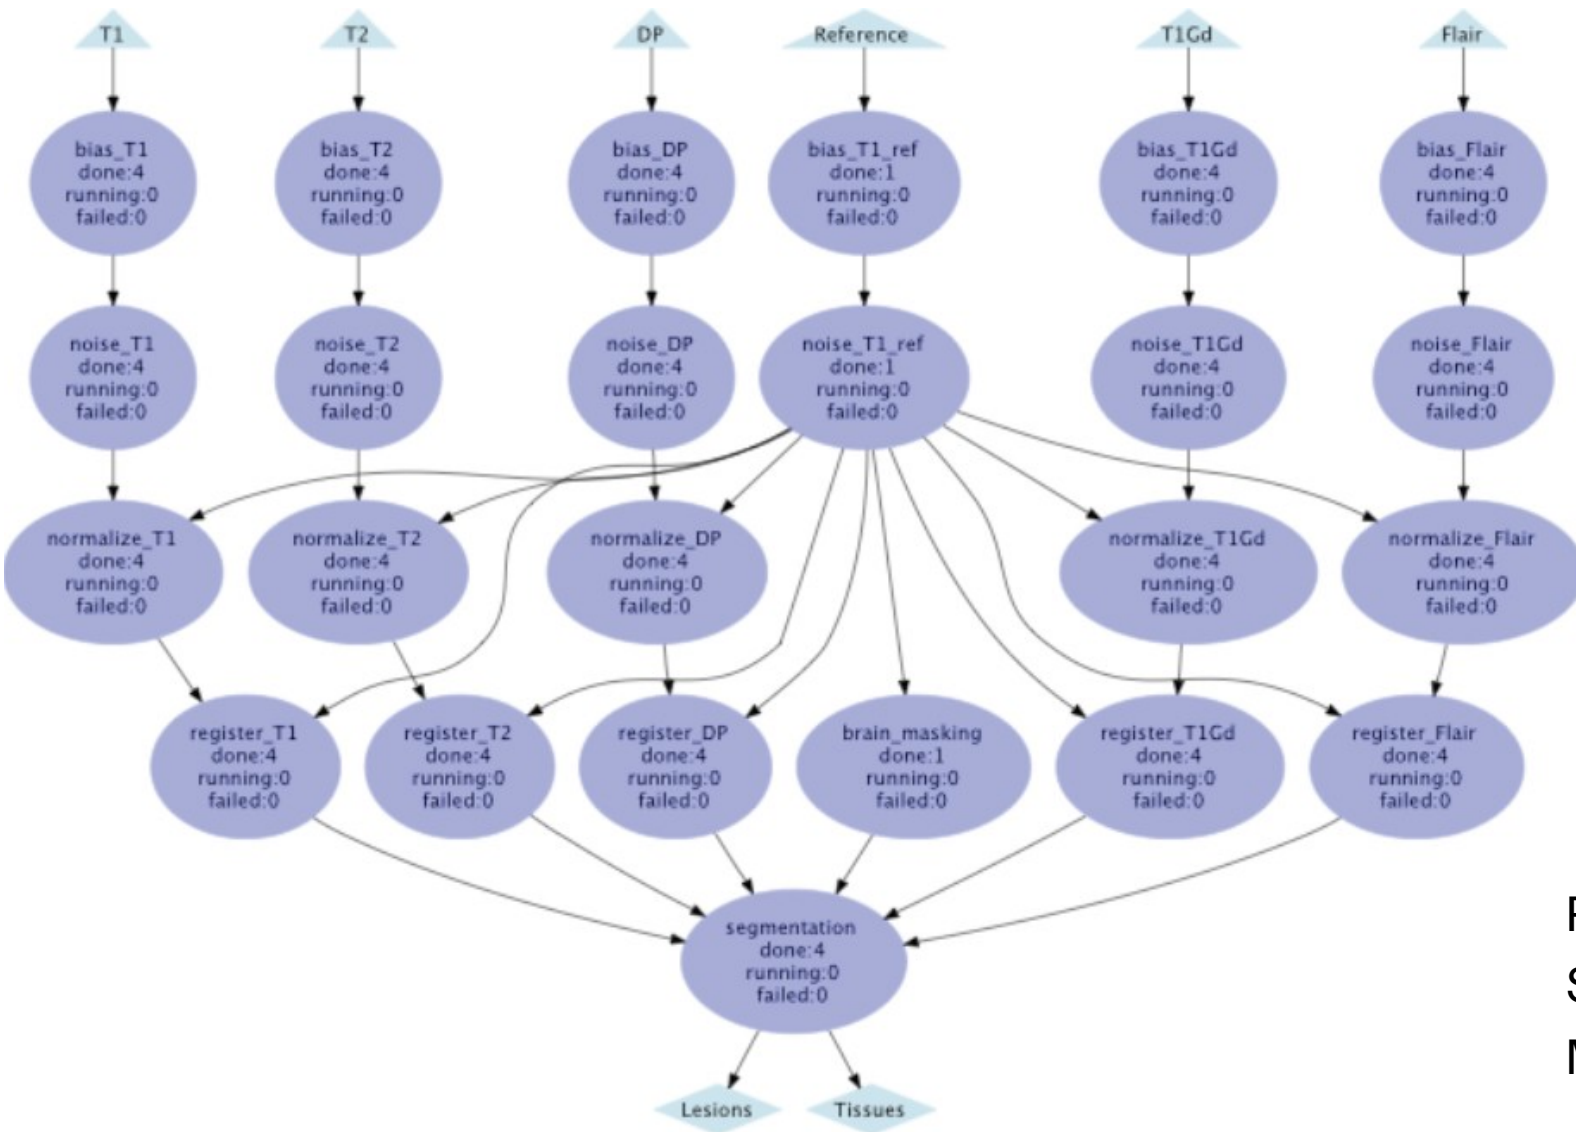 T1
T2
DP
Reference
T1Gd
Flair
bias_T1
done:4
running:0
failed:0
bias_T2
done:4
running:0
failed:0
bias_DP
done:4
running:0
failed:0
bias_T1_ref
done:1
running:0
failed:0
bias_T1Gd
done:4
running:0
failed:0
bias_Flair
done:4
running:0
failed:0
noise_T1
done:4
running:0
failed:0
noise_T2
done:4
running:0
failed:0
noise_DP
done:4
running:0
failed:0
noise_T1_ref
done:1
running:0
failed:0
noise_T1Gd
done:4
running:0
failed:0
noise_Flair
done:4
running:0
failed:0
normalize_T1
done:4
running:0
failed:0
normalize_T2
done:4
running:0
failed:0
normalize_DP
done:4
running:0
failed:0
normalize_T1Gd
done:4
running:0
failed:0
normalize_Flair
done:4
running:0
failed:0
register_T1
done:4
running:0
failed:0
register_T2
done:4
running:0
failed:0
register_DP
done:4
running:0
failed:0
brain_masking
done:1
running:0
failed:0
register_T1Gd
done:4
running:0
failed:0
register_Flair
done:4
running:0
failed:0
segmentation
done:4
running:0
failed:0
Lesions
Tissues